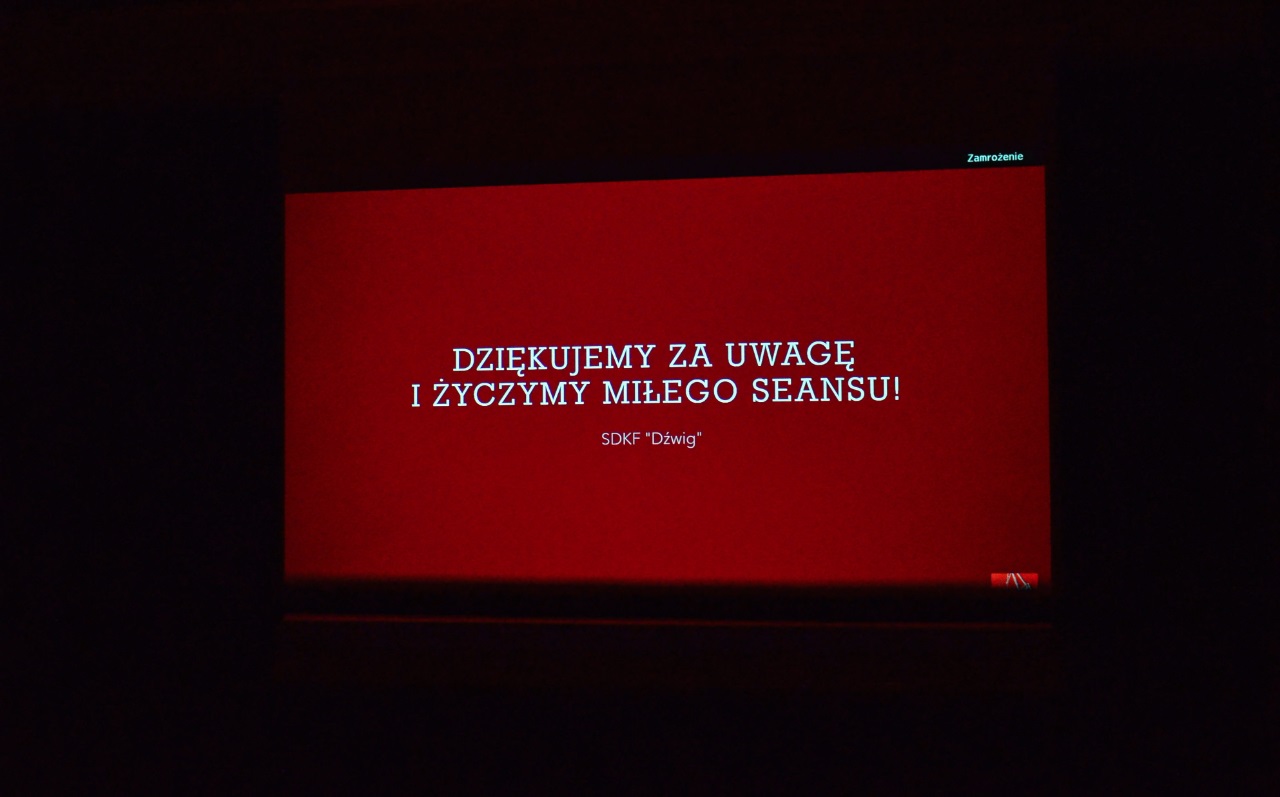 Zamrożenie
DZIĘKUJEMY ZA UWAGĘ
I ŻYCZYMY MIŁEGO SEANSU!
SDKF "Dźwig"